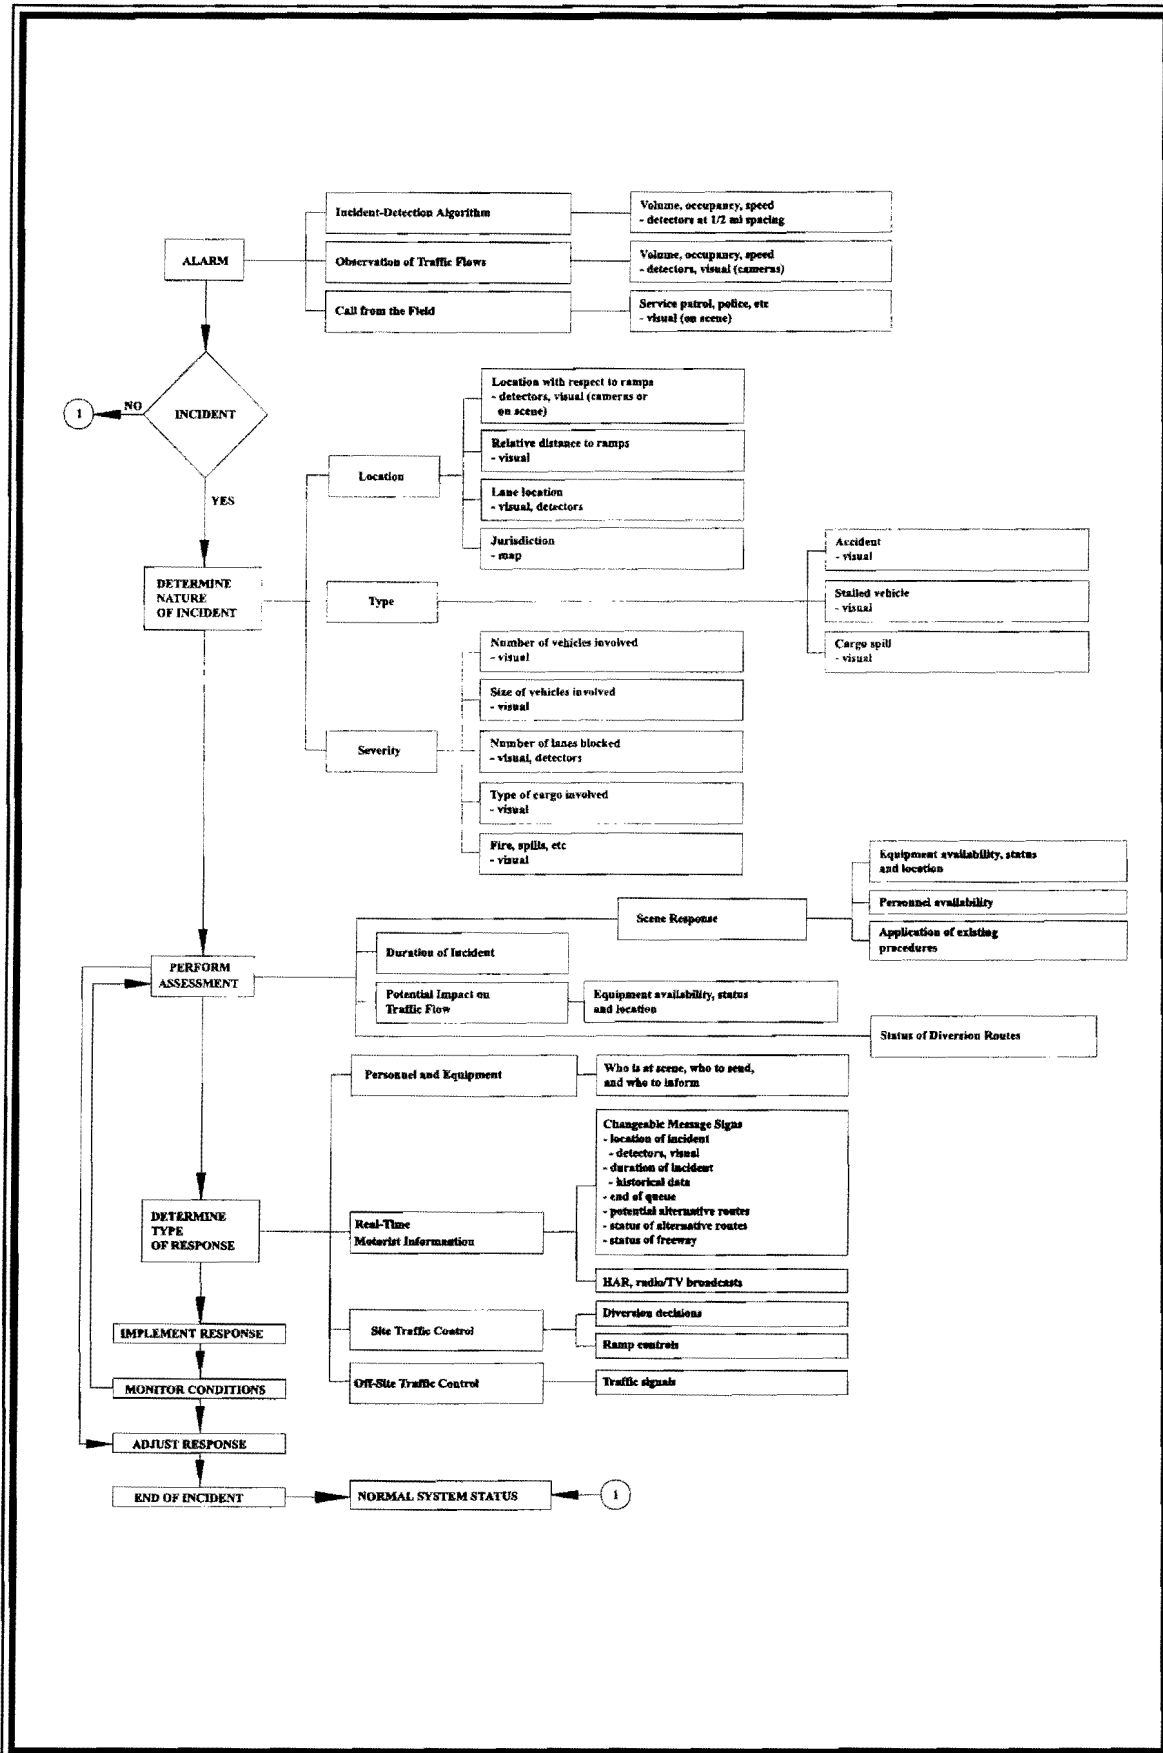 Incident-Detection Algorithm
Volume, occupancy, speed
- detectors at 1/2 mi spacing
ALARM
Observation of Traffic Flows
Volume, occupancy, speed
- detectors, visual (cameras)
Call from the Field
Service patrol, police, etc
- visual (on scene)
INCIDENT
NO
1
YES
Location with respect to ramps
- detectors, visual (cameras or
on scene)
Relative distance to ramps
- visual
Location
Lane location
- visual, detectors
Jurisdiction
- map
DETERMINE
NATURE
OF INCIDENT
Type
Accident
- visual
Stalled vehicle
- visual
Cargo spill
- visual
Number of vehicles involved
- visual
Size of vehicles involved
- visual
Severity
Number of lanes blocked
- visual, detectors
Type of cargo involved
- visual
Fire, spills, etc
- visual
Equipment availability, status
and location
Scene Response
Personnel availability
Application of existing
procedures
PERFORM
ASSESSMENT
Duration of Incident
Potential Impact on
Traffic Flow
Equipment availability, status
and location
Status of Diversion Routes
Personnel and Equipment
Who is at scene, who to send,
and who to inform
Changeable Message Signs
- location of incident
- detectors, visual
- duration of incident
- historical data
- end of queue
- potential alternative routes
- status of alternative routes
- status of freeway
DETERMINE
TYPE
OF RESPONSE
Real-Time
Motorist Information
HAR, radio/TV broadcasts
IMPLEMENT RESPONSE
Site Traffic Control
Diversion decisions
Ramp controls
MONITOR CONDITIONS
Off-Site Traffic Control
Traffic signals
ADJUST RESPONSE
END OF INCIDENT
NORMAL SYSTEM STATUS
1